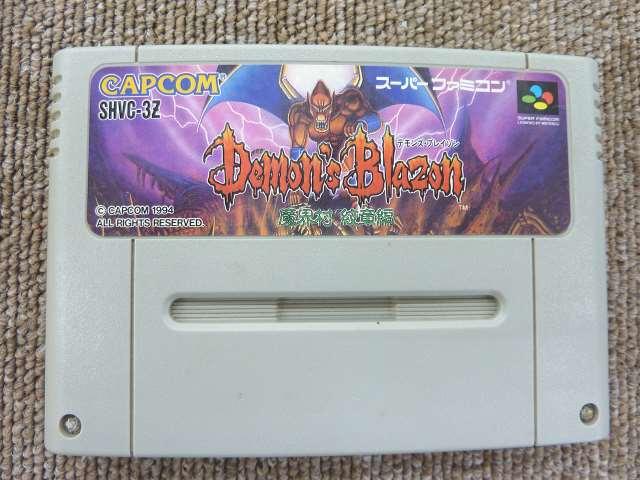 CAPCOM®
SHVC-3Z
スーパーファミコン
SUPER FAMICOM
デモンズ・ブレイゾン
Demon's Blazon
TM
魔界村 紋章編
© CAPCOM 1994
ALL RIGHTS RESERVED.